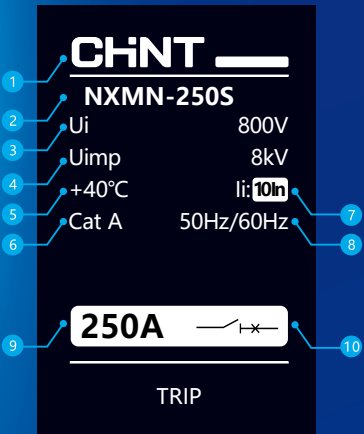 CHINT
1
NXMN-250S
2
Ui 800V
3
Uimp 8kV
4
+40℃ Ii: 10In
5 7
Cat A 50Hz/60Hz
6 8
9 250A 10
TRIP